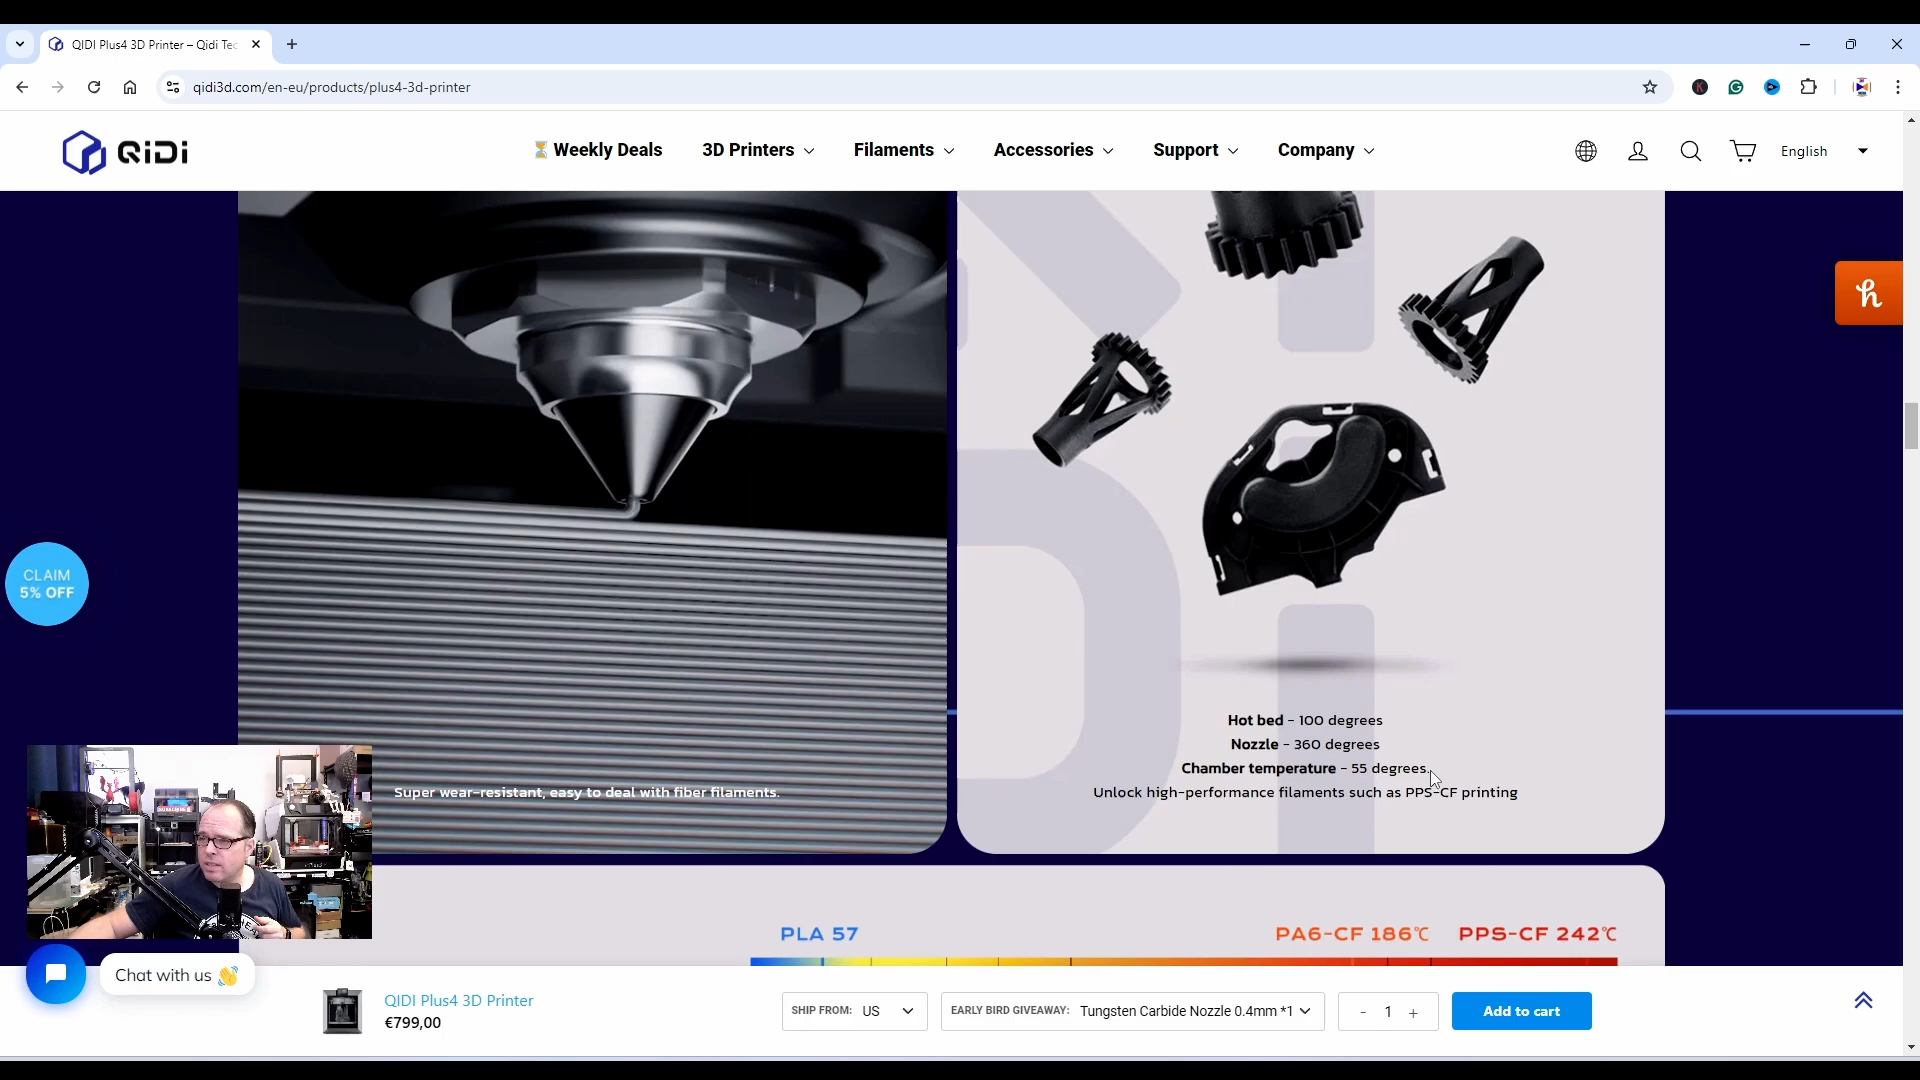 QIDI Plus4 3D Printer – Qidi Tec
qidi3d.com/en-eu/products/plus4-3d-printer
QIDI
⏳Weekly Deals
3D Printers
Filaments
Accessories
Support
Company
English
CLAIM
5% OFF
Super wear-resistant, easy to deal with fiber filaments.
Hot bed - 100 degrees
Nozzle - 360 degrees
Chamber temperature - 55 degrees
Unlock high-performance filaments such as PPS-CF printing
PLA 57
PA6-CF 186℃
PPS-CF 242℃
Chat with us 👋
QIDI Plus4 3D Printer
€799,00
SHIP FROM: US
EARLY BIRD GIVEAWAY: Tungsten Carbide Nozzle 0.4mm *1
- 1 +
Add to cart